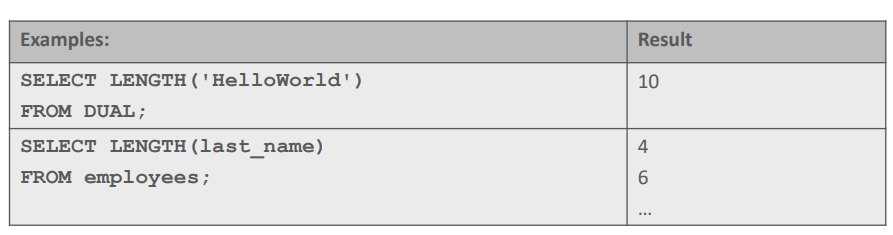 Examples: Result
SELECT LENGTH('HelloWorld') 10
FROM DUAL;
SELECT LENGTH(last_name) 4
FROM employees; 6
…